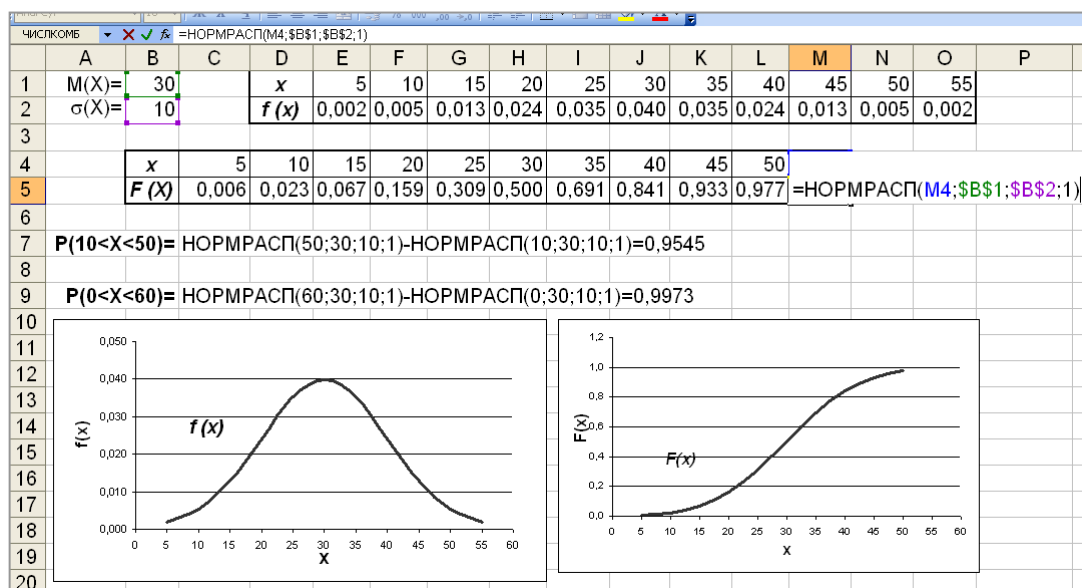 ЧИСЛКОМБ =НОРМРАСП(M4;$B$1;$B$2;1)
A B C D E F G H I J K L M N O P
1 M(X)= 30 x 5 10 15 20 25 30 35 40 45 50 55
2 σ(X)= 10 f (x) 0,002 0,005 0,013 0,024 0,035 0,040 0,035 0,024 0,013 0,005 0,002
3
4 x 5 10 15 20 25 30 35 40 45 50
5 F (X) 0,006 0,023 0,067 0,159 0,309 0,500 0,691 0,841 0,933 0,977 =НОРМРАСП(M4;$B$1;$B$2;1)
6
7 P(10<X<50)= НОРМРАСП(50;30;10;1)-НОРМРАСП(10;30;10;1)=0,9545
8
9 P(0<X<60)= НОРМРАСП(60;30;10;1)-НОРМРАСП(0;30;10;1)=0,9973
10
11
12
13
14
15
16
17
18
19
20
0,050
0,040
0,030
0,020
0,010
0,000
f(x)
f (x)
0 5 10 15 20 25 30 35 40 45 50 55 60
X
1,2
1,0
0,8
0,6
0,4
0,2
0,0
F(x)
F(x)
0 5 10 15 20 25 30 35 40 45 50 55 60
x